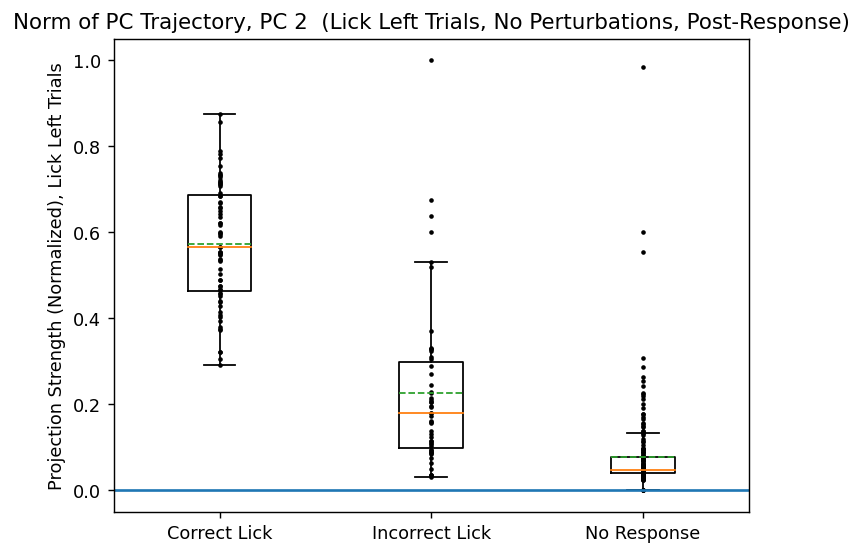 Norm of PC Trajectory, PC 2  (Lick Left Trials, No Perturbations, Post-Response)
Projection Strength (Normalized), Lick Left Trials
1.0
0.8
0.6
0.4
0.2
0.0
Correct Lick
Incorrect Lick
No Response